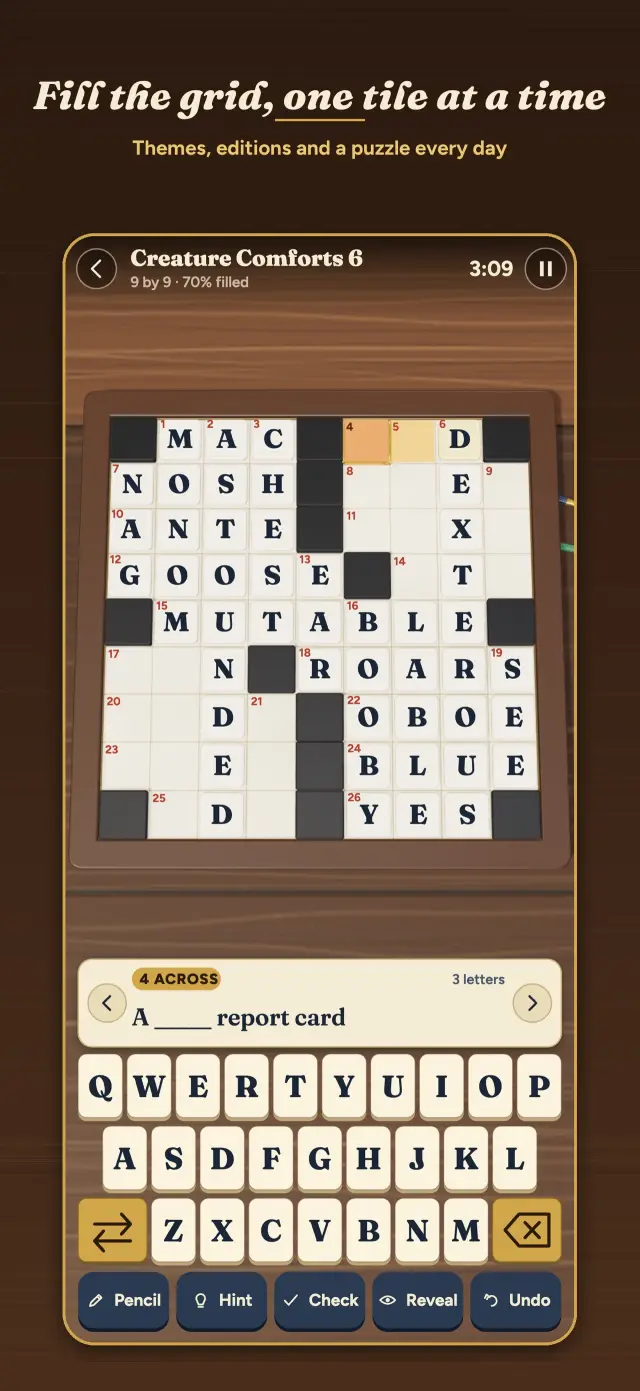 Fill the grid, one tile at a time
Themes, editions and a puzzle every day
Creature Comforts 6
9 by 9 · 70% filled
3:09
1 M 2 A 3 C 4 5 6 D
7 N O S H 8 E 9
10 A N T E 11 X
12 G O O S 13 E 14 T
15 M U T A 16 B L E
17 N 18 R O A R 19 S
20 D 21 22 O B O E
23 E 24 B L U E
25 D 26 Y E S
4 ACROSS
3 letters
A _____ report card
Q W E R T Y U I O P
A S D F G H J K L
Z X C V B N M
Pencil Hint Check Reveal Undo